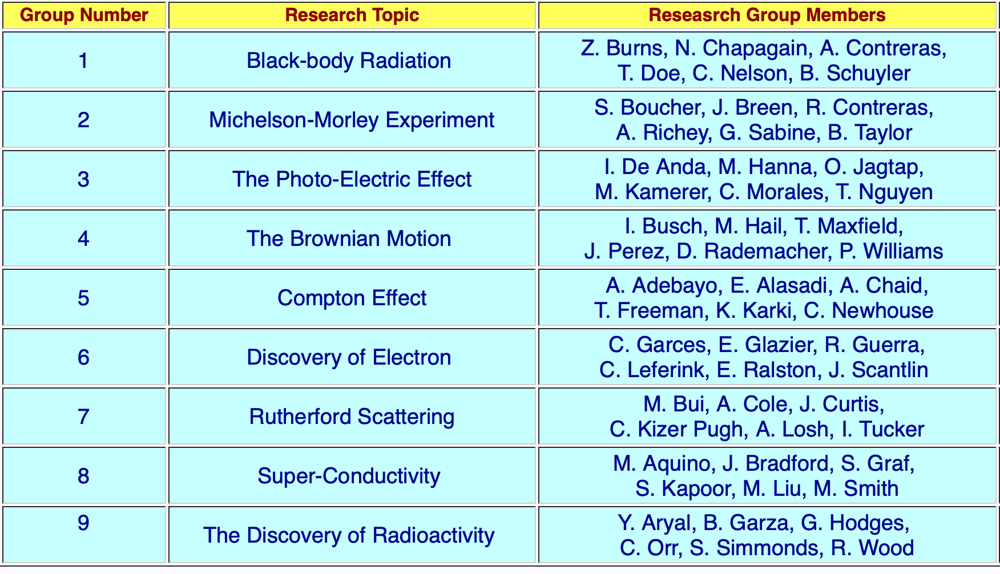 Group Number Research Topic Reseasrch Group Members
1 Black-body Radiation Z. Burns, N. Chapagain, A. Contreras,
T. Doe, C. Nelson, B. Schuyler
2 Michelson-Morley Experiment S. Boucher, J. Breen, R. Contreras,
A. Richey, G. Sabine, B. Taylor
3 The Photo-Electric Effect I. De Anda, M. Hanna, O. Jagtap,
M. Kamerer, C. Morales, T. Nguyen
4 The Brownian Motion I. Busch, M. Hail, T. Maxfield,
J. Perez, D. Rademacher, P. Williams
5 Compton Effect A. Adebayo, E. Alasadi, A. Chaid,
T. Freeman, K. Karki, C. Newhouse
6 Discovery of Electron C. Garces, E. Glazier, R. Guerra,
C. Leferink, E. Ralston, J. Scantlin
7 Rutherford Scattering M. Bui, A. Cole, J. Curtis,
C. Kizer Pugh, A. Losh, I. Tucker
8 Super-Conductivity M. Aquino, J. Bradford, S. Graf,
S. Kapoor, M. Liu, M. Smith
9 The Discovery of Radioactivity Y. Aryal, B. Garza, G. Hodges,
C. Orr, S. Simmonds, R. Wood